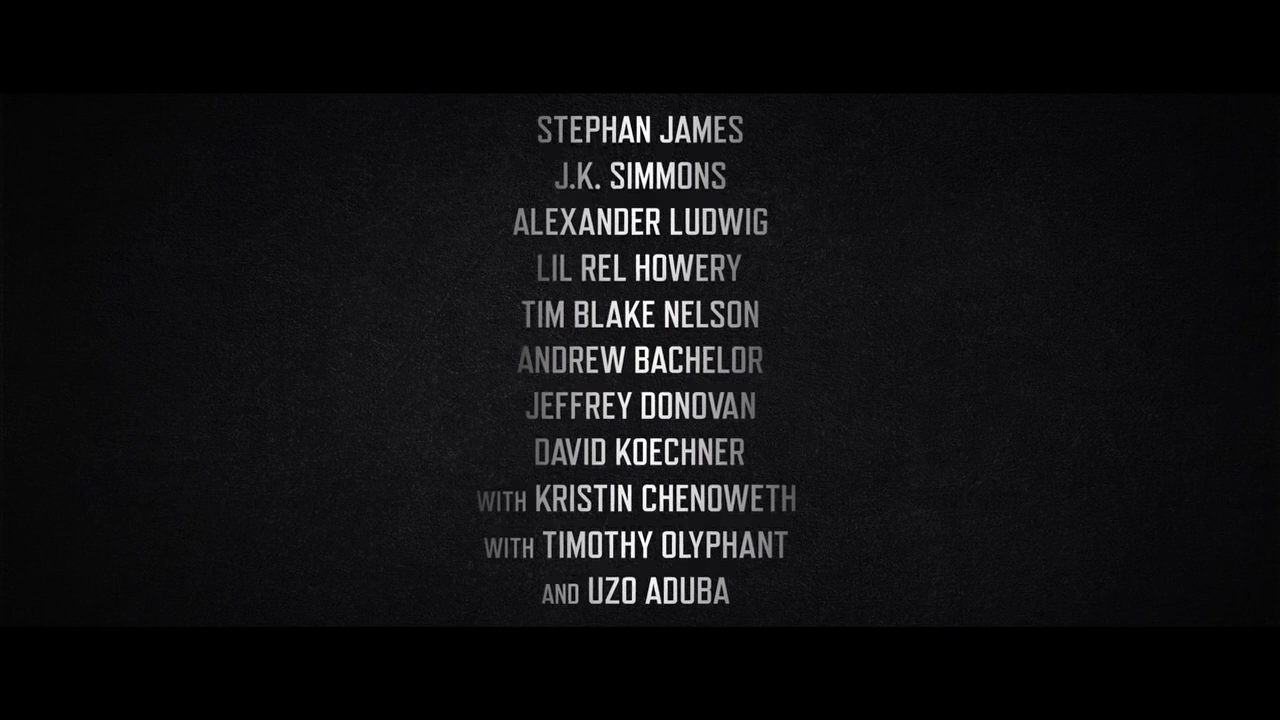 STEPHAN JAMES
J.K. SIMMONS
ALEXANDER LUDWIG
LIL REL HOWERY
TIM BLAKE NELSON
ANDREW BACHELOR
JEFFREY DONOVAN
DAVID KOECHNER
WITH KRISTIN CHENOWETH
WITH TIMOTHY OLYPHANT
AND UZO ADUBA